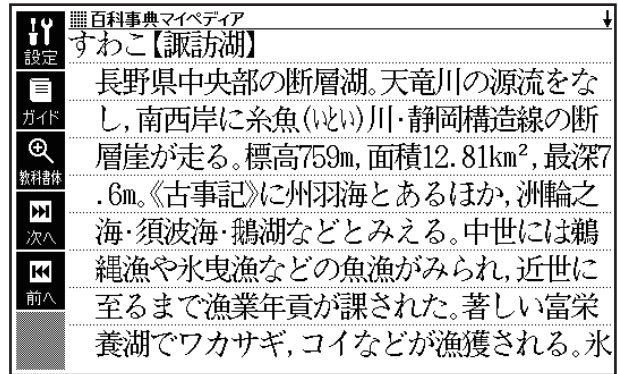 百科事典マイペディア
すわこ【諏訪湖】
長野県中央部の断層湖。天竜川の源流をな
し,南西岸に糸魚(いとい)川・静岡構造線の断
層崖が走る。標高759m,面積12.81km²,最深7
.6m。《古事記》に州羽海とあるほか,洲輪之
海・須波海・鵝湖などとみえる。中世には鵜
縄漁や氷曳漁などの魚漁がみられ,近世に
至るまで漁業年貢が課された。著しい富栄
養湖でワカサギ,コイなどが漁獲される。氷
設定
ガイド
教科書体
次へ
前へ